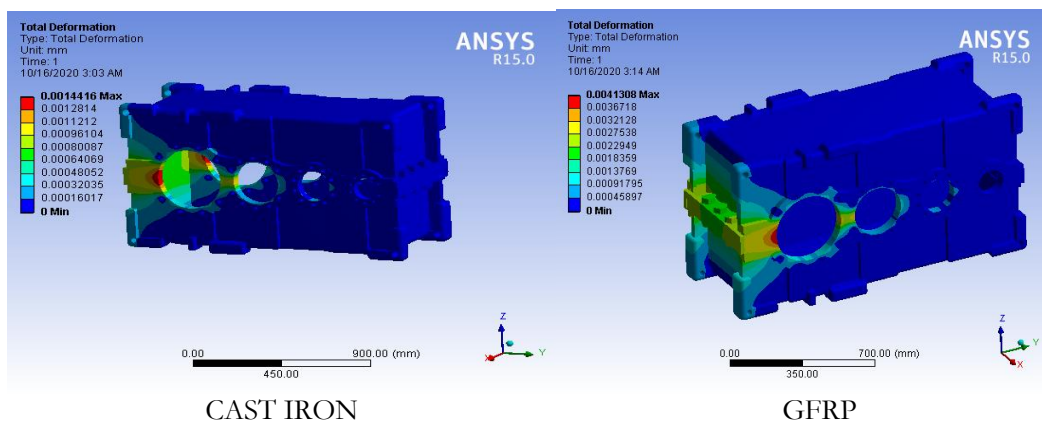 Total Deformation
Type: Total Deformation
Unit: mm
Time: 1
10/16/2020 3:03 AM
ANSYS
R15.0
0.0014416 Max
0.0012814
0.0011212
0.00096104
0.00080087
0.00064069
0.00048052
0.00032035
0.00016017
0 Min
Z
X
Y
0.00
900.00 (mm)
450.00
CAST IRON
Total Deformation
Type: Total Deformation
Unit: mm
Time: 1
10/16/2020 3:14 AM
ANSYS
R15.0
0.0041308 Max
0.0036718
0.0032128
0.0027538
0.0022949
0.0018359
0.0013769
0.00091795
0.00045897
0 Min
Z
Y
X
0.00
700.00 (mm)
350.00
GFRP